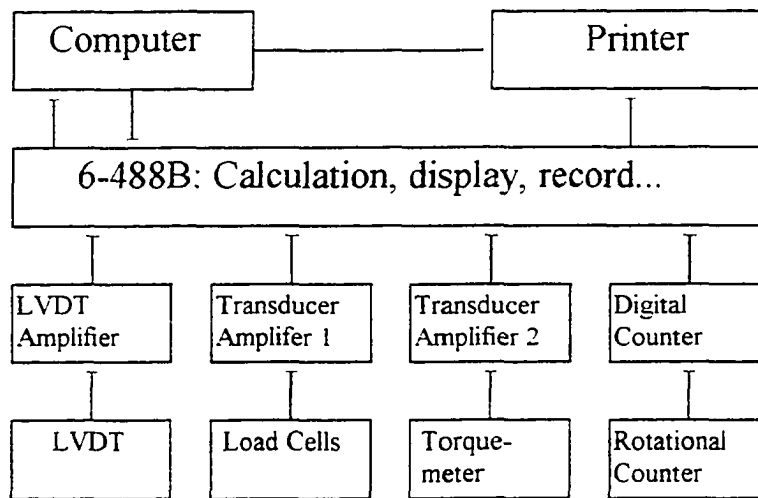 Computer
Printer
6-488B: Calculation, display, record...
LVDT
Amplifier
Transducer
Amplifer 1
Transducer
Amplifier 2
Digital
Counter
LVDT
Load Cells
Torque-
meter
Rotational
Counter